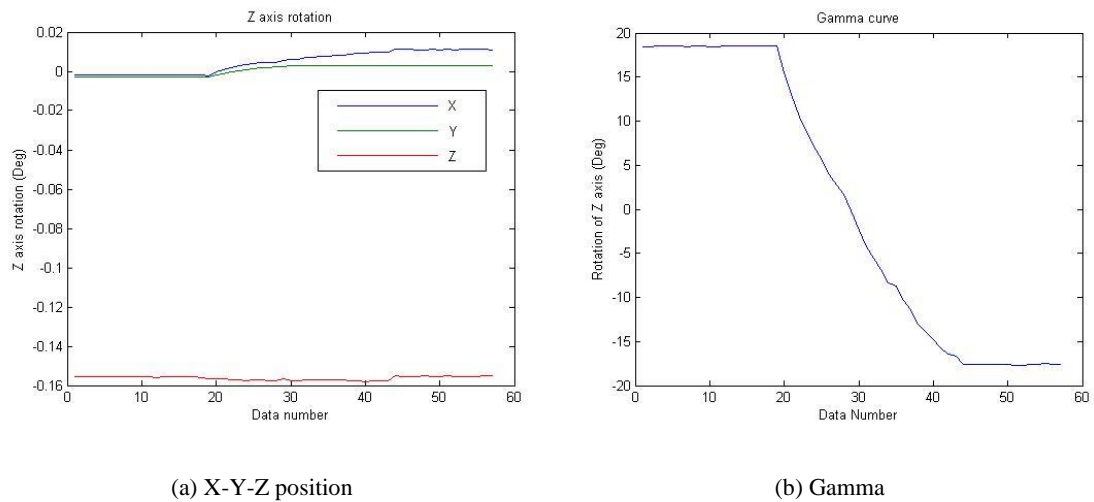 Z axis rotation
0.02
0
-0.02
-0.04
-0.06
-0.08
-0.1
-0.12
-0.14
-0.16
Z axis rotation (Deg)
X
Y
Z
0 10 20 30 40 50 60
Data number
(a) X-Y-Z position
Gamma curve
20
15
10
5
0
-5
-10
-15
-20
Rotation of Z axis (Deg)
0 10 20 30 40 50 60
Data Number
(b) Gamma